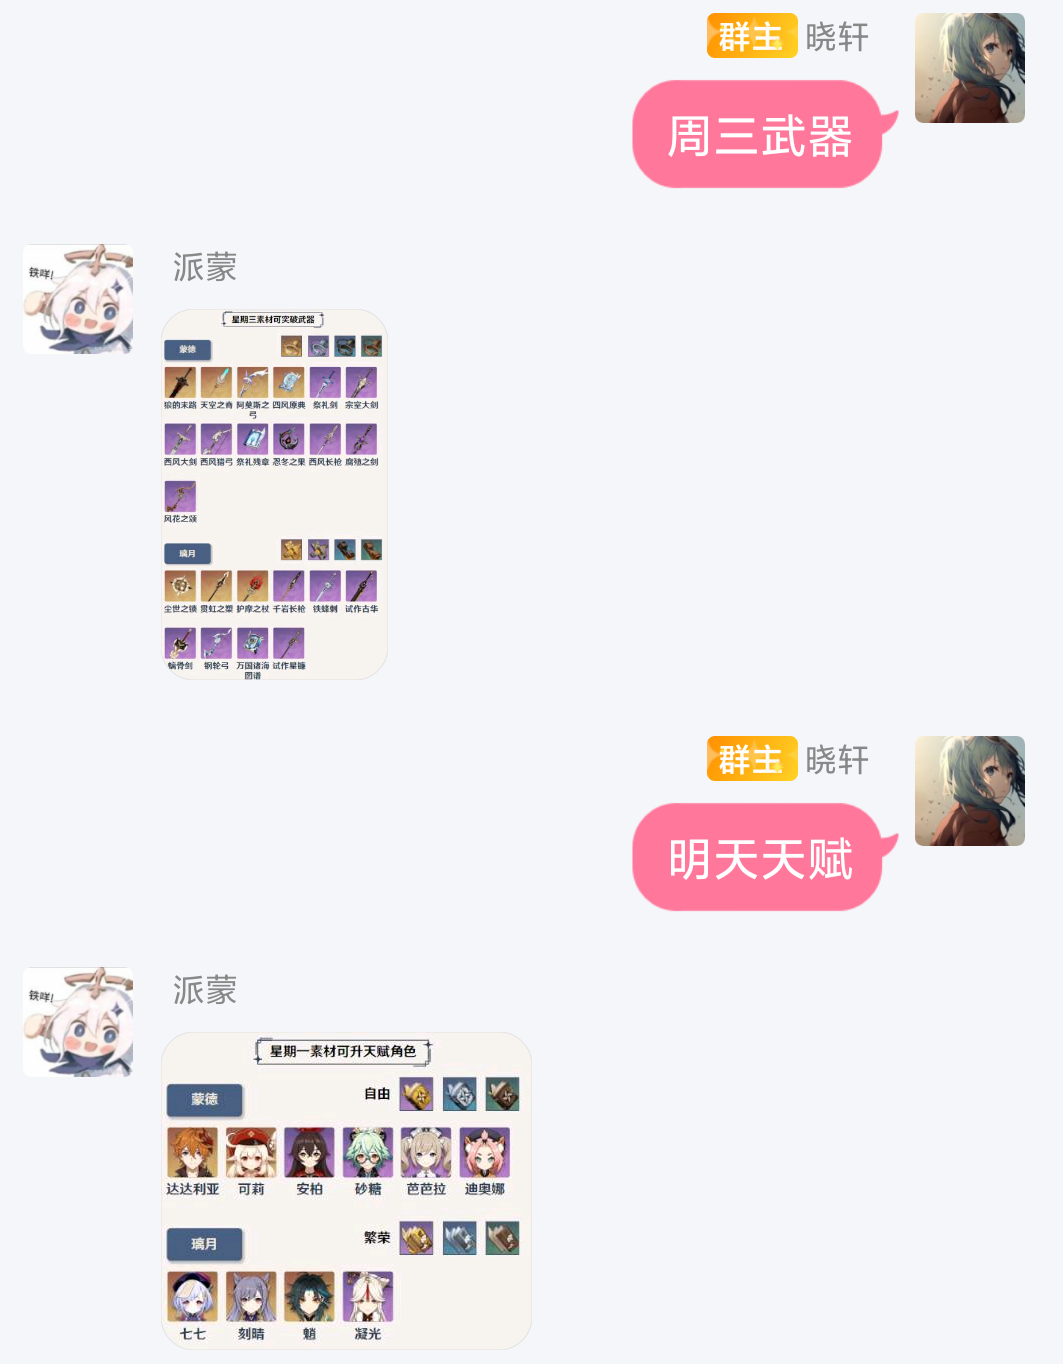 群主 晓轩
周三武器
铁咩!
派蒙
星期三素材可突破武器
蒙德
狼的末路 天空之脊 阿莫斯之弓 四风原典 祭礼剑 宗室大剑
西风大剑 西风猎弓 祭礼残章 忍冬之果 西风长枪 腐殖之剑
风花之颂
璃月
尘世之锁 贯虹之槊 护摩之杖 千岩长枪 铁蜂刺 试作古华
螭骨剑 钢轮弓 万国诸海图谱 试作星镰
群主 晓轩
明天天赋
铁咩!
派蒙
星期一素材可升天赋角色
蒙德 自由
达达利亚 可莉 安柏 砂糖 芭芭拉 迪奥娜
璃月 繁荣
七七 刻晴 魈 凝光